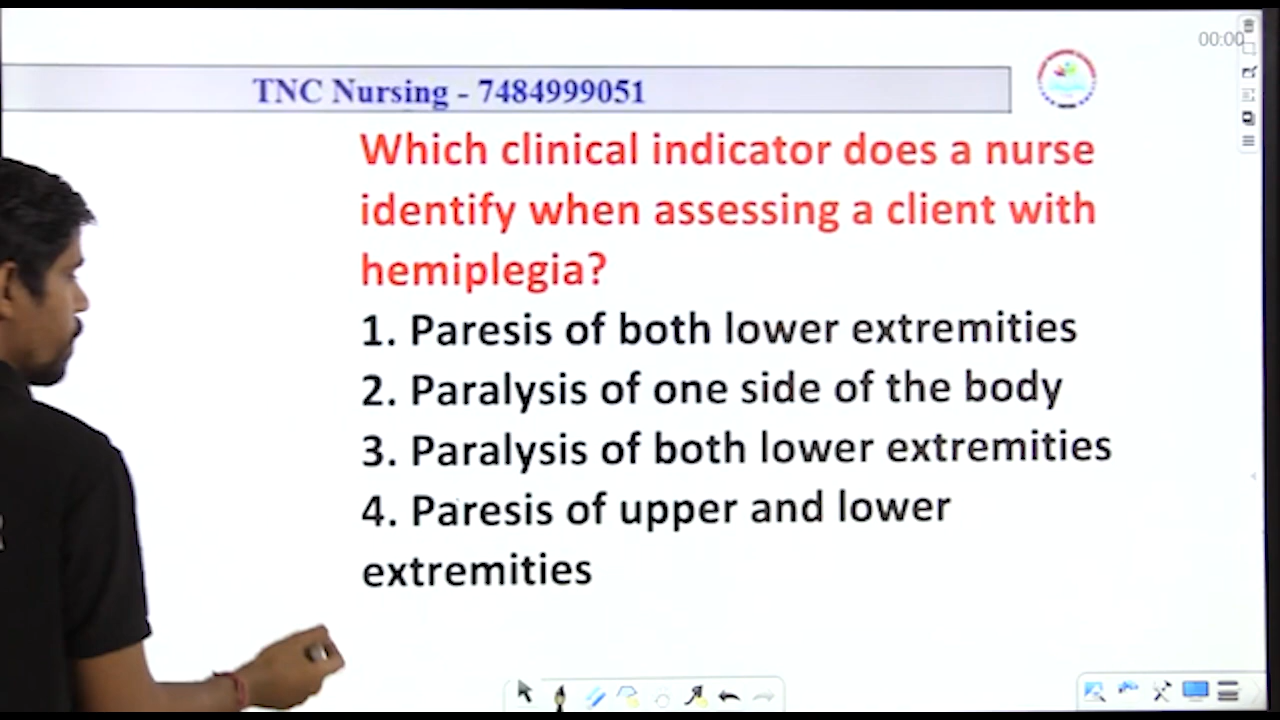 00:00
TNC Nursing - 7484999051
Which clinical indicator does a nurse
identify when assessing a client with
hemiplegia?
1. Paresis of both lower extremities
2. Paralysis of one side of the body
3. Paralysis of both lower extremities
4. Paresis of upper and lower
extremities